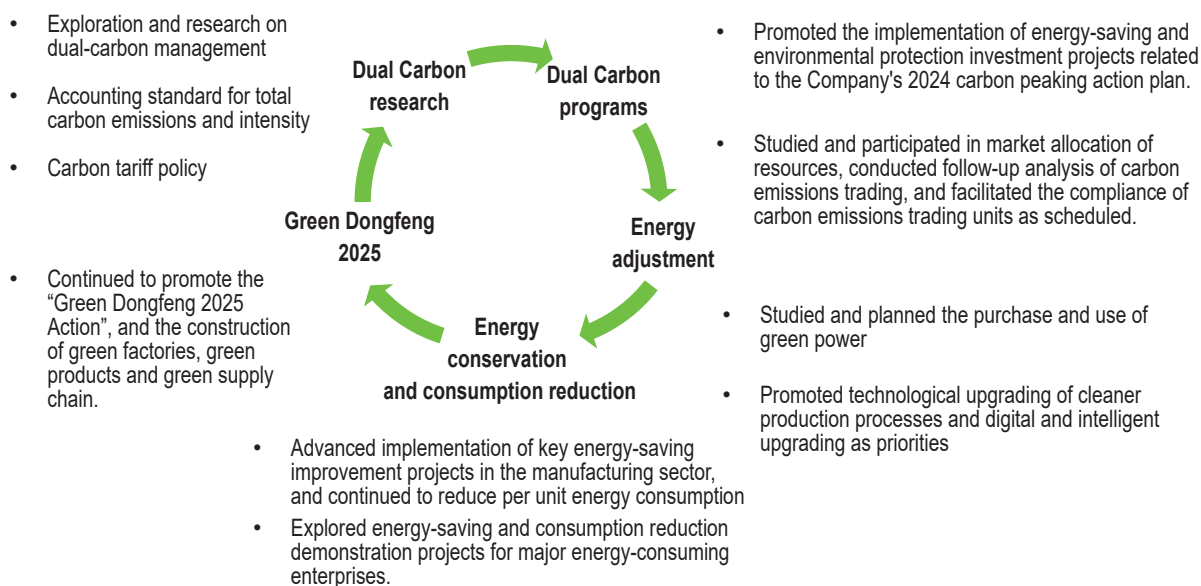 • Exploration and research on
dual-carbon management
• Accounting standard for total
carbon emissions and intensity
• Carbon tariff policy
Dual Carbon
research
Dual Carbon
programs
• Promoted the implementation of energy-saving and
environmental protection investment projects related
to the Company's 2024 carbon peaking action plan.
• Studied and participated in market allocation of
resources, conducted follow-up analysis of carbon
emissions trading, and facilitated the compliance of
carbon emissions trading units as scheduled.
Green Dongfeng
2025
Energy
adjustment
• Continued to promote the
“Green Dongfeng 2025
Action”, and the construction
of green factories, green
products and green supply
chain.
Energy
conservation
and consumption reduction
• Studied and planned the purchase and use of
green power
• Promoted technological upgrading of cleaner
production processes and digital and intelligent
upgrading as priorities
• Advanced implementation of key energy-saving
improvement projects in the manufacturing sector,
and continued to reduce per unit energy consumption
• Explored energy-saving and consumption reduction
demonstration projects for major energy-consuming
enterprises.